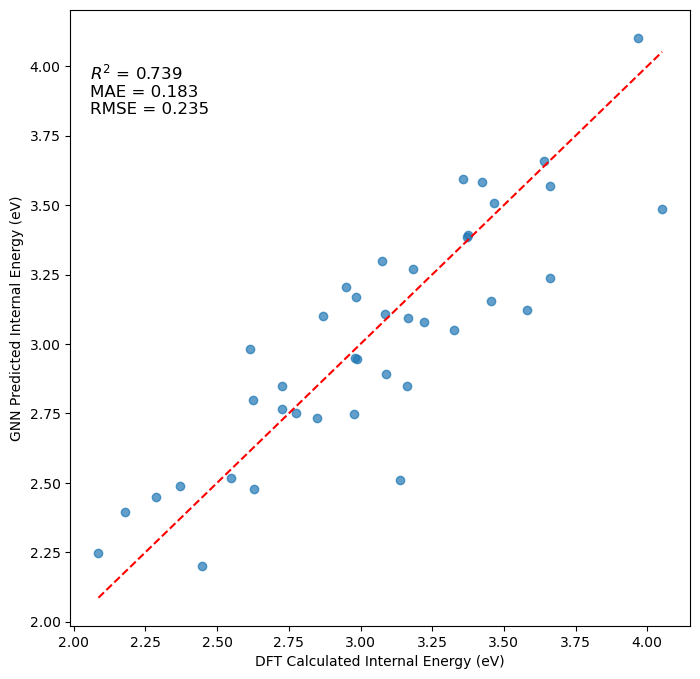 R² = 0.739
MAE = 0.183
RMSE = 0.235
GNN Predicted Internal Energy (eV)
4.00
3.75
3.50
3.25
3.00
2.75
2.50
2.25
2.00
2.00 2.25 2.50 2.75 3.00 3.25 3.50 3.75 4.00
DFT Calculated Internal Energy (eV)